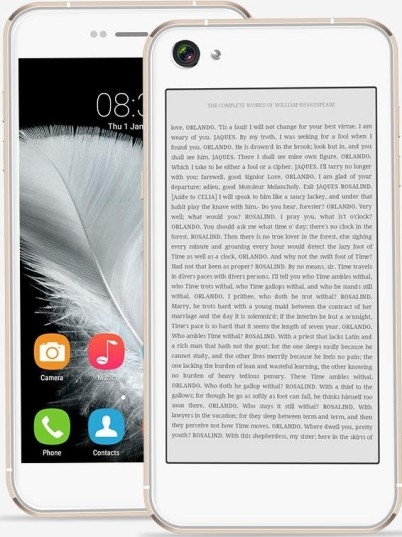 08:3
Thu 1 Jan
Camera
Music
Phone
Contacts
THE COMPLETE WORKS OF WILLIAM SHAKESPEARE
love. ORLANDO. 'Tis a fault I will not change for your best virtue. I am
weary of you. JAQUES. By my troth, I was seeking for a fool when I
found you. ORLANDO. He is drown'd in the brook; look but in, and you
shall see him. JAQUES. There I shall see mine own figure. ORLANDO.
Which I take to be either a fool or a cipher. JAQUES. I'll tarry no longer
with you; farewell, good Signior Love. ORLANDO. I am glad of your
departure; adieu, good Monsieur Melancholy. Exit JAQUES ROSALIND.
[Aside to CELIA] I will speak to him like a saucy lackey, and under that
habit play the knave with him.- Do you hear, forester? ORLANDO. Very
well; what would you? ROSALIND. I pray you, what is't o'clock?
ORLANDO. You should ask me what time o' day; there's no clock in the
forest. ROSALIND. Then there is no true lover in the forest, else sighing
every minute and groaning every hour would detect the lazy foot of
Time as well as a clock. ORLANDO. And why not the swift foot of Time?
Had not that been as proper? ROSALIND. By no means, sir. Time travels
in divers paces with divers persons. I'll tell you who Time ambles withal,
who Time trots withal, who Time gallops withal, and who he stands still
withal. ORLANDO. I prithee, who doth he trot withal? ROSALIND.
Marry, he trots hard with a young maid between the contract of her
marriage and the day it is solemniz'd; if the interim be but a se'nnight,
Time's pace is so hard that it seems the length of seven year. ORLANDO.
Who ambles Time withal? ROSALIND. With a priest that lacks Latin and
a rich man that hath not the gout; for the one sleeps easily because he
cannot study, and the other lives merrily because he feels no pain; the
one lacking the burden of lean and wasteful learning, the other knowing
no burden of heavy tedious penury. These Time ambles withal.
ORLANDO. Who doth he gallop withal? ROSALIND. With a thief to the
gallows; for though he go as softly as foot can fall, he thinks himself too
soon there. ORLANDO. Who stays it still withal? ROSALIND. With
lawyers in the vacation; for they sleep between term and term, and then
they perceive not how Time moves. ORLANDO. Where dwell you, pretty
youth? ROSALIND. With this shepherdess, my sister; here in the skirts of